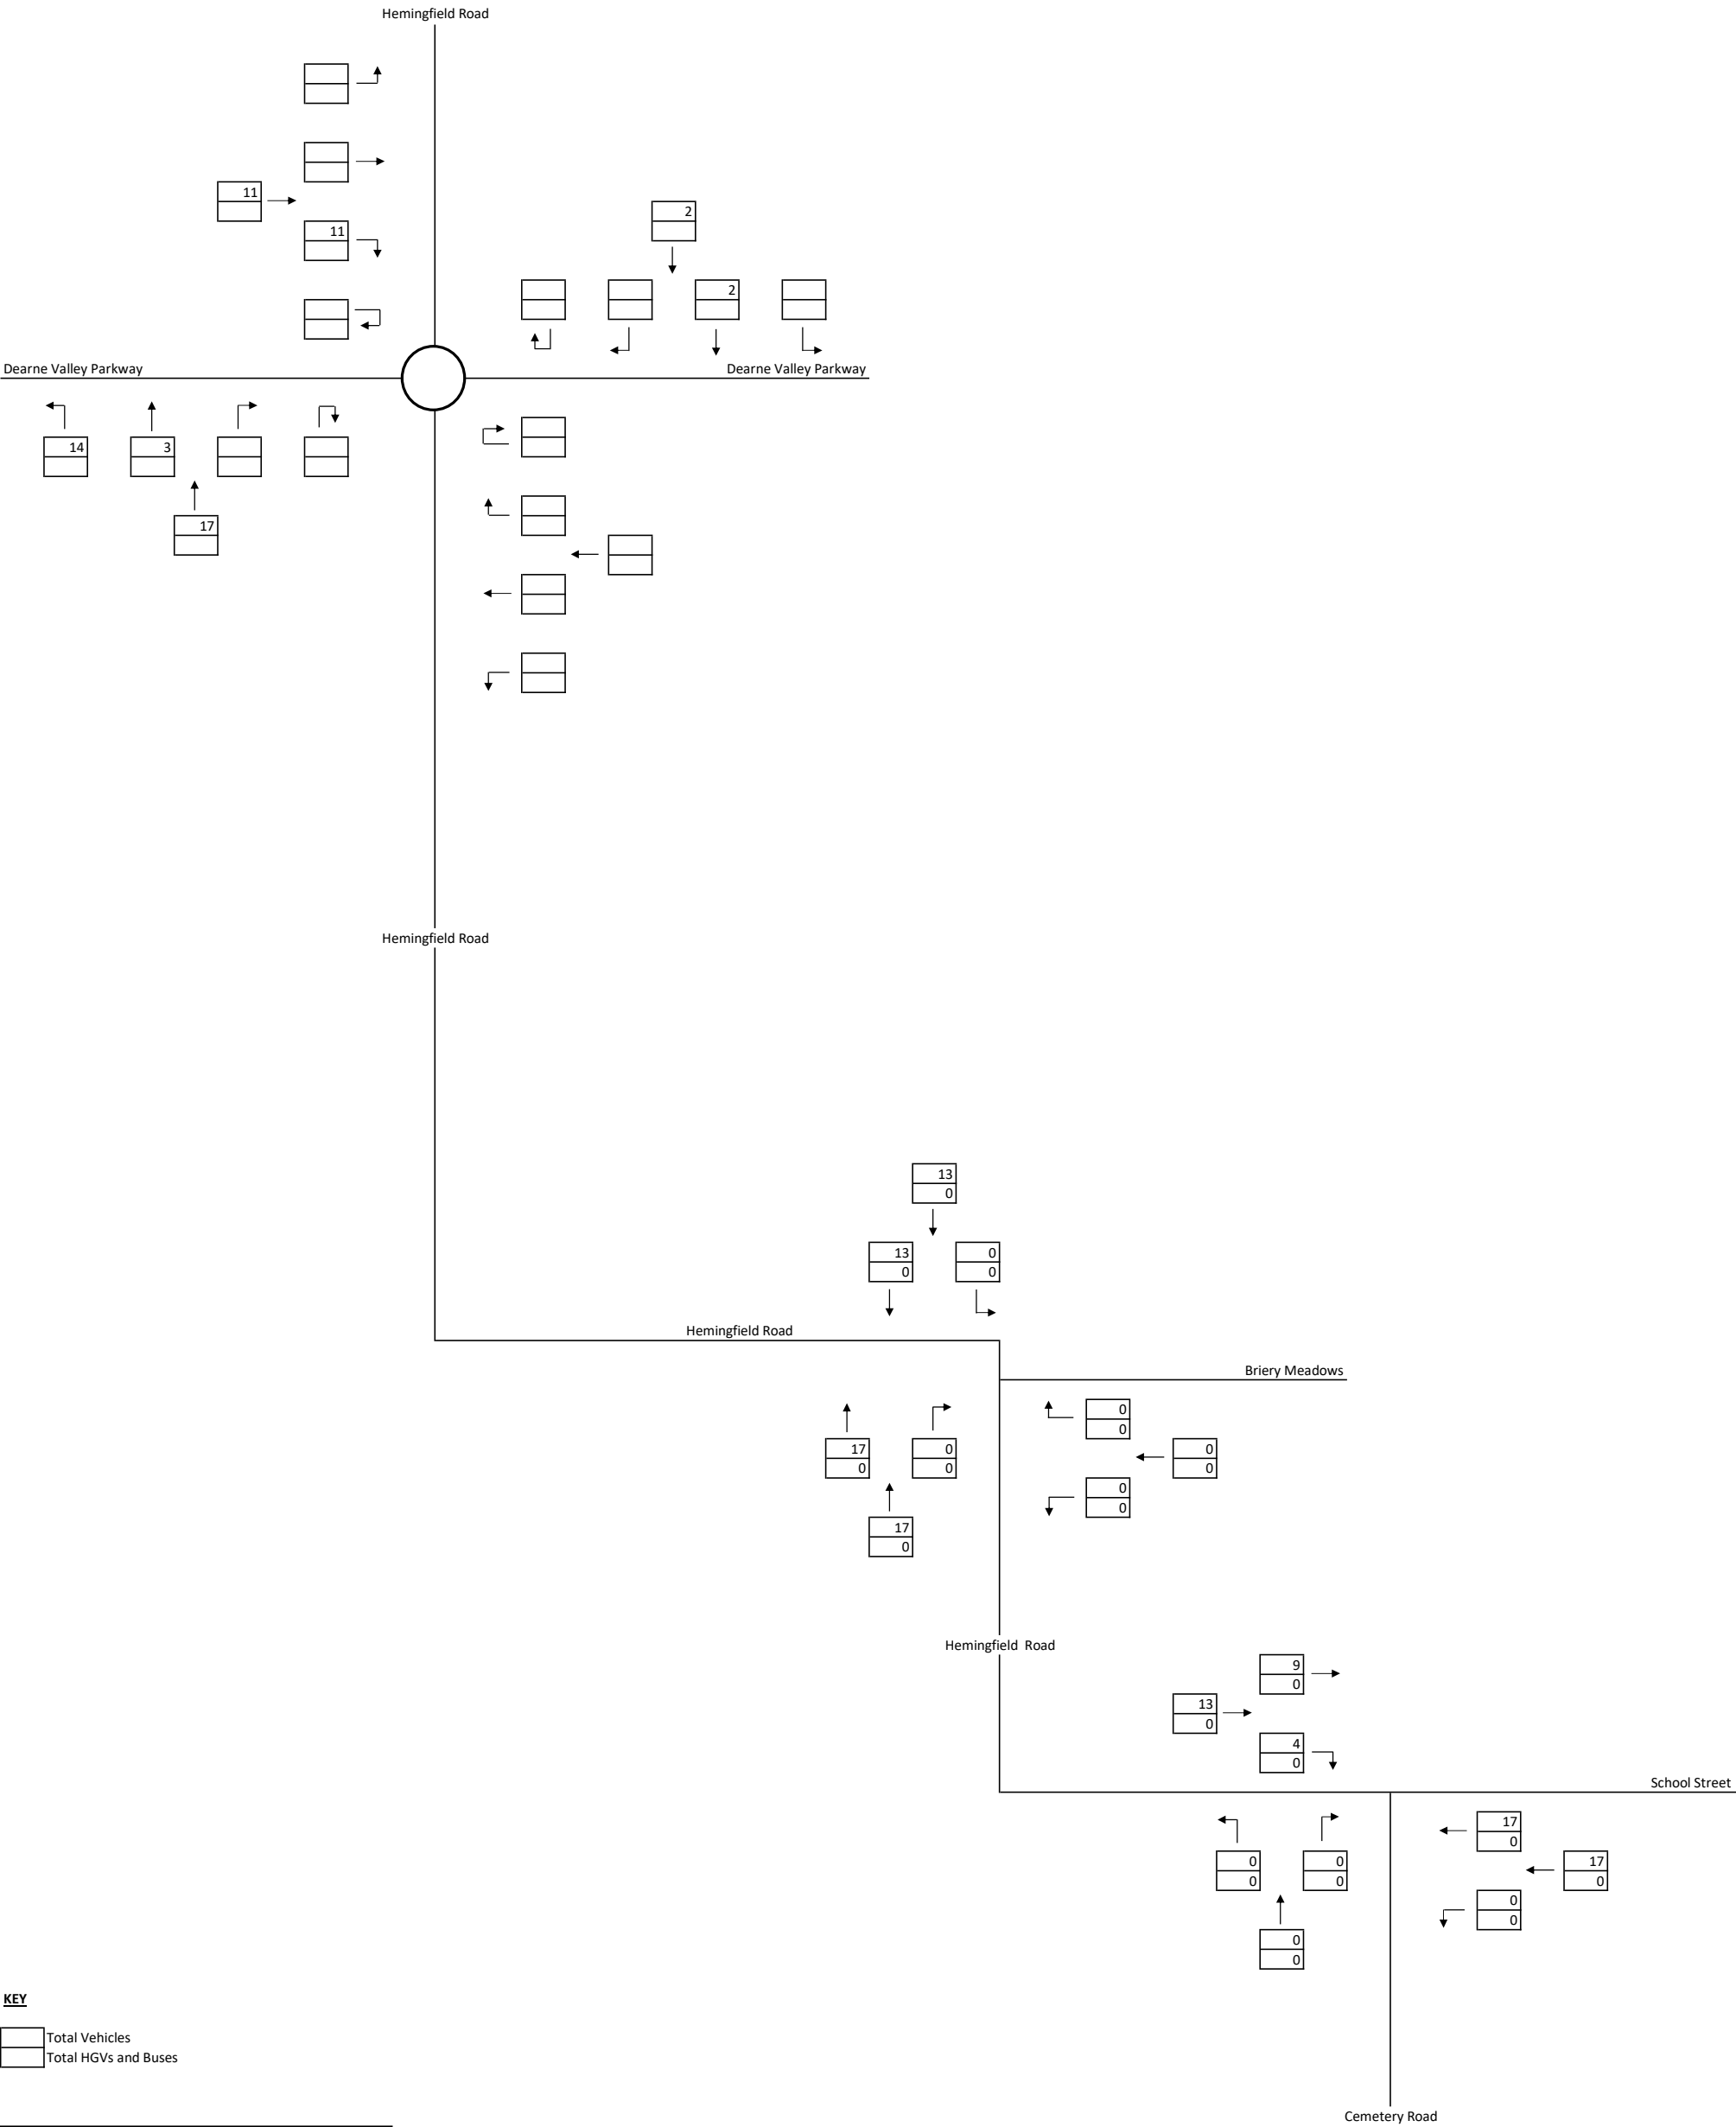 Hemingfield Road
11
2
11
2
Dearne Valley Parkway
Dearne Valley Parkway
14 3
17
Hemingfield Road
13
0
13 0
0 0
Hemingfield Road
Briery Meadows
0
0
17 0 0
0 0 0
0
17 0
0
Hemingfield  Road
9
0
13
0
4
0
School Street
17
0
0 0 17
0 0 0
0
0 0
0
KEY
Total Vehicles
Total HGVs and Buses
Cemetery Road